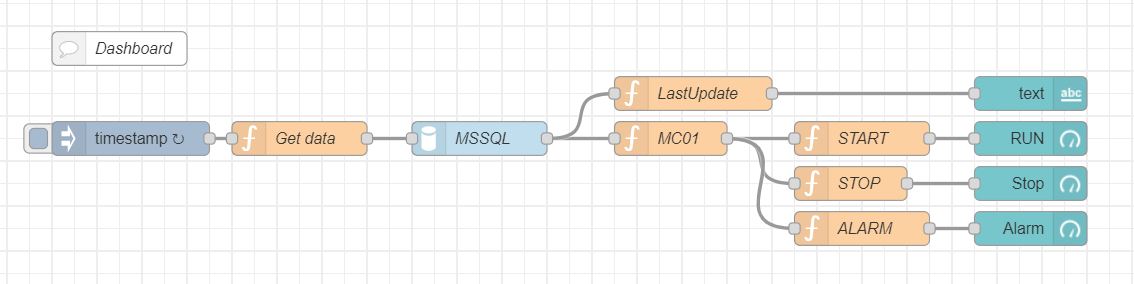 Dashboard
LastUpdate
text
abc
timestamp ↻
Get data
MSSQL
MC01
START
RUN
STOP
Stop
ALARM
Alarm